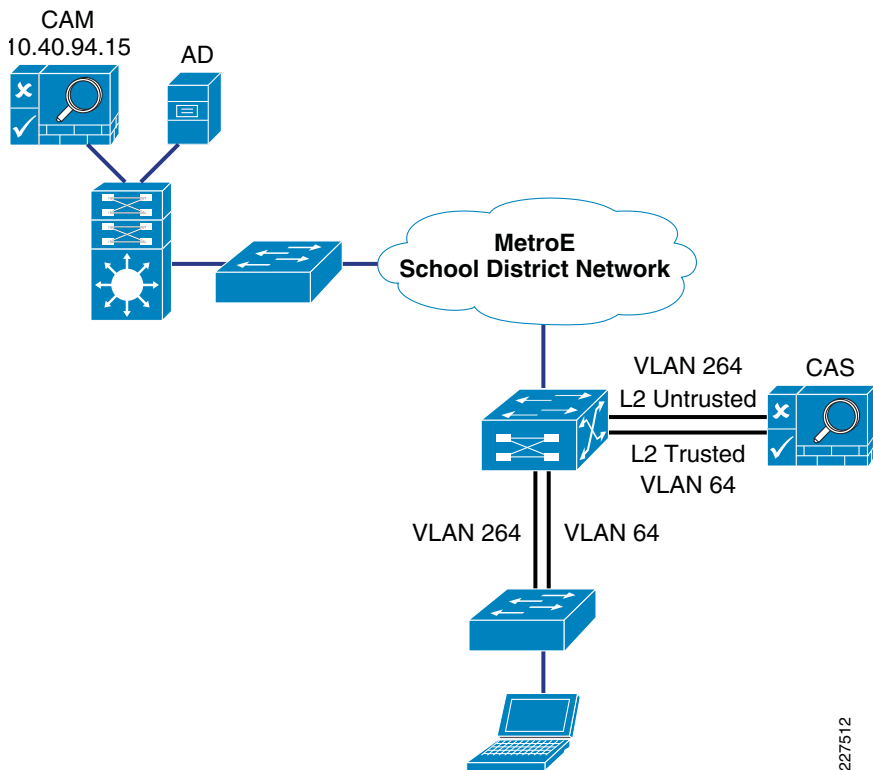 CAM
10.40.94.15
AD
MetroE
School District Network
VLAN 264
L2 Untrusted
CAS
L2 Trusted
VLAN 64
VLAN 264
VLAN 64
227512